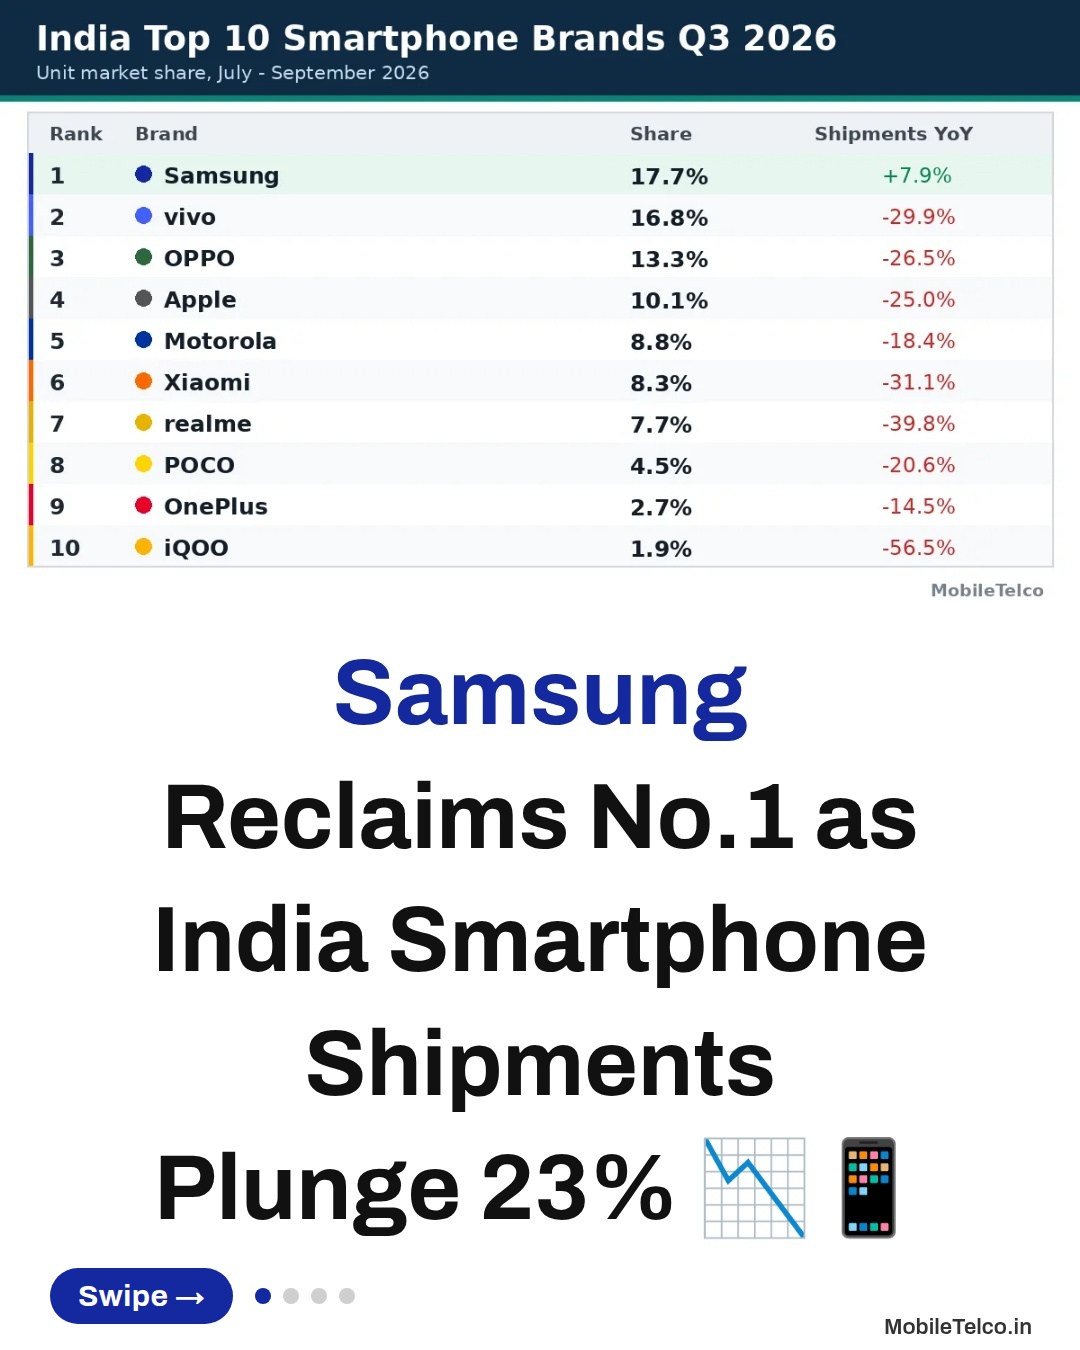 India Top 10 Smartphone Brands Q3 2026
Unit market share, July - September 2026
Rank Brand Share Shipments YoY
1 Samsung 17.7% +7.9%
2 vivo 16.8% -29.9%
3 OPPO 13.3% -26.5%
4 Apple 10.1% -25.0%
5 Motorola 8.8% -18.4%
6 Xiaomi 8.3% -31.1%
7 realme 7.7% -39.8%
8 POCO 4.5% -20.6%
9 OnePlus 2.7% -14.5%
10 iQOO 1.9% -56.5%
MobileTelco
Samsung
Reclaims No.1 as
India Smartphone
Shipments
Plunge 23%
Swipe →
MobileTelco.in